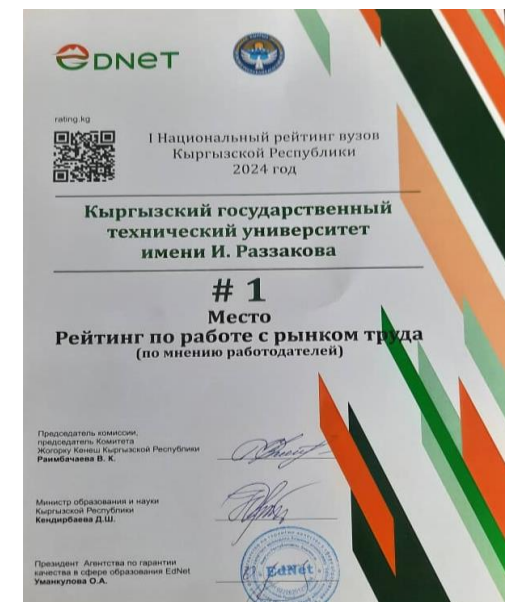 EDNET
rating.kg
I Национальный рейтинг вузов
Кыргызской Республики
2024 год
Кыргызский государственный
технический университет
имени И. Раззакова
# 1
Место
Рейтинг по работе с рынком труда
(по мнению работодателей)
Председатель комиссии,
председатель Комитета
Жогорку Кенеш Кыргызской Республики
Раимбачаева В. К.
Министр образования и науки
Кыргызской Республики
Кендирбаева Д.Ш.
Президент Агентства по гарантии
качества в сфере образования EdNet
Уманкулова О.А.
EdNet